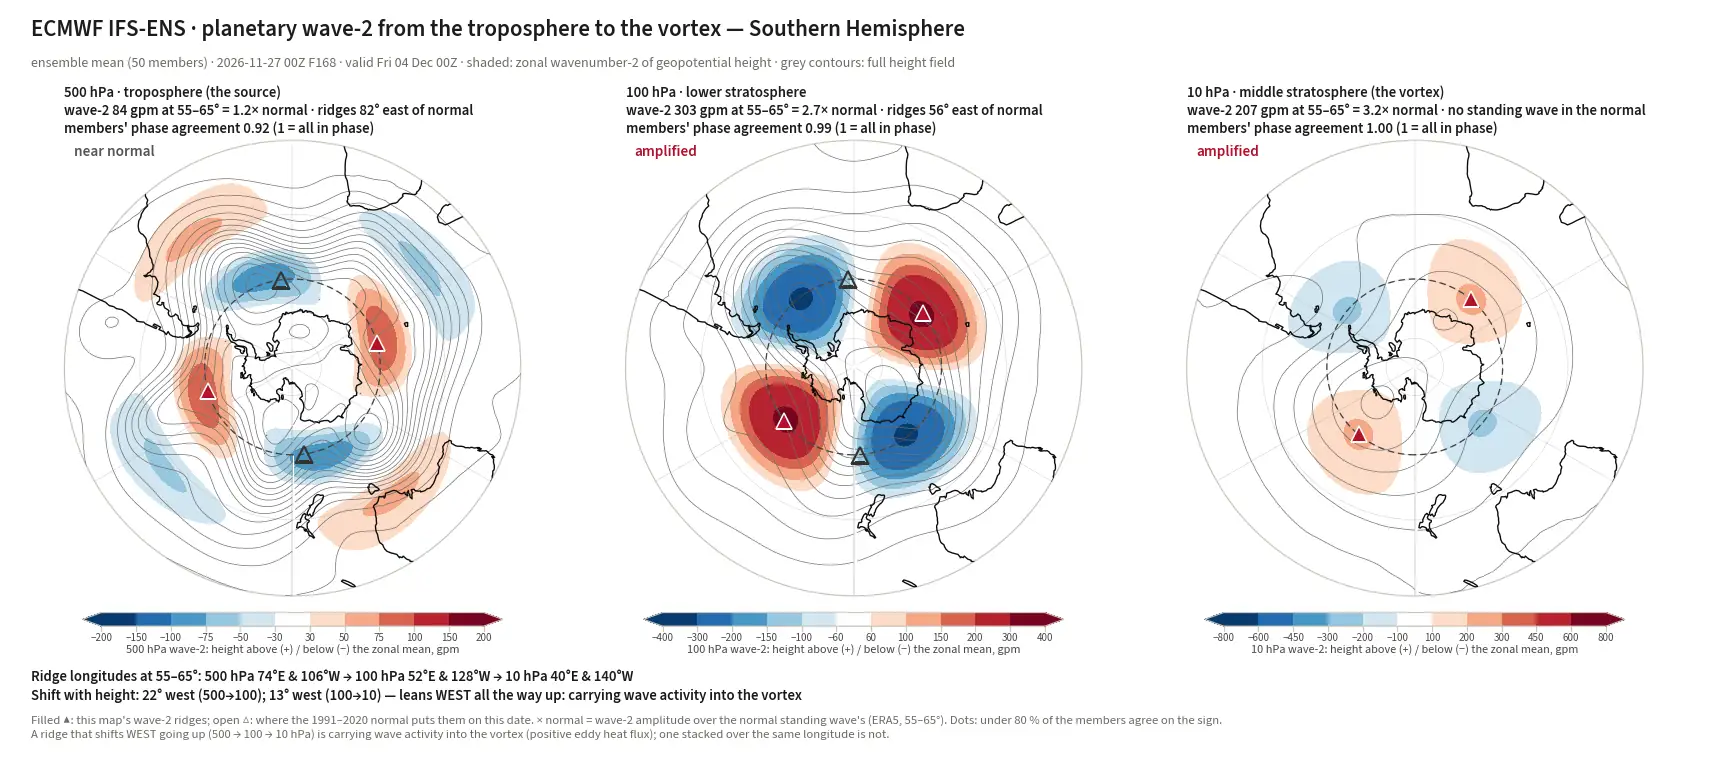 ECMWF IFS-ENS · planetary wave-2 from the troposphere to the vortex — Southern Hemisphere
ensemble mean (50 members) · 2026-11-27 00Z F168 · valid Fri 04 Dec 00Z · shaded: zonal wavenumber-2 of geopotential height · grey contours: full height field
500 hPa · troposphere (the source)
wave-2 84 gpm at 55–65° = 1.2× normal · ridges 82° east of normal
members' phase agreement 0.92 (1 = all in phase)
near normal
100 hPa · lower stratosphere
wave-2 303 gpm at 55–65° = 2.7× normal · ridges 56° east of normal
members' phase agreement 0.99 (1 = all in phase)
amplified
10 hPa · middle stratosphere (the vortex)
wave-2 207 gpm at 55–65° = 3.2× normal · no standing wave in the normal
members' phase agreement 1.00 (1 = all in phase)
amplified
−200 −150 −100 −75 −50 −30 30 50 75 100 150 200
500 hPa wave-2: height above (+) / below (−) the zonal mean, gpm
−400 −300 −200 −150 −100 −60 60 100 150 200 300 400
100 hPa wave-2: height above (+) / below (−) the zonal mean, gpm
−800 −600 −450 −300 −200 −100 100 200 300 450 600 800
10 hPa wave-2: height above (+) / below (−) the zonal mean, gpm
Ridge longitudes at 55–65°: 500 hPa 74°E & 106°W → 100 hPa 52°E & 128°W → 10 hPa 40°E & 140°W
Shift with height: 22° west (500→100); 13° west (100→10) — leans WEST all the way up: carrying wave activity into the vortex
Filled ▲: this map's wave-2 ridges; open △: where the 1991–2020 normal puts them on this date. × normal = wave-2 amplitude over the normal standing wave's (ERA5, 55–65°). Dots: under 80 % of the members agree on the sign.
A ridge that shifts WEST going up (500 → 100 → 10 hPa) is carrying wave activity into the vortex (positive eddy heat flux); one stacked over the same longitude is not.